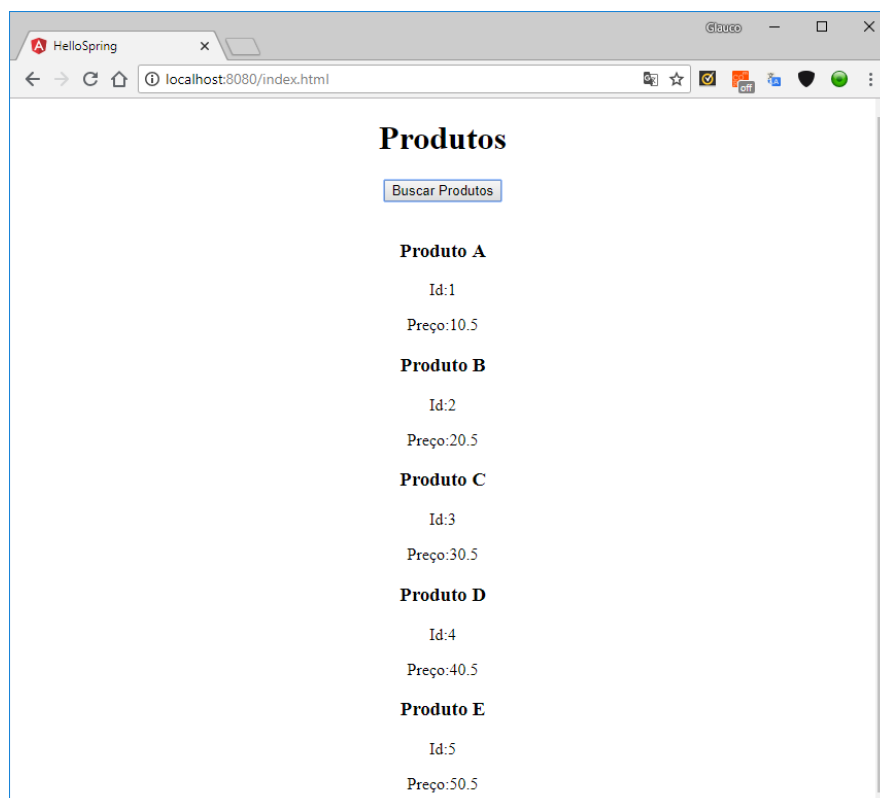 Glauco
HelloSpring
localhost:8080/index.html
off
Produtos
Buscar Produtos
Produto A
Id:1
Preço:10.5
Produto B
Id:2
Preço:20.5
Produto C
Id:3
Preço:30.5
Produto D
Id:4
Preço:40.5
Produto E
Id:5
Preço:50.5